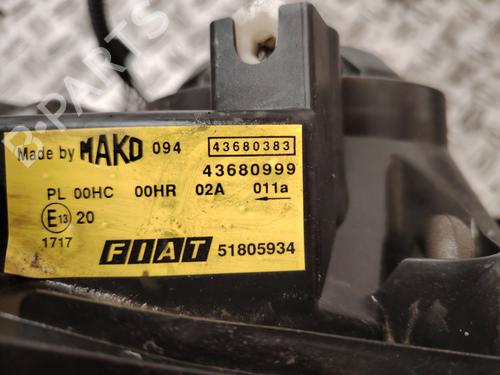 B-PARTS
Made by MAKO 094 43680383
43680999
PL 00HC 00HR 02A 011a
E13 20
1717
FIAT 51805934